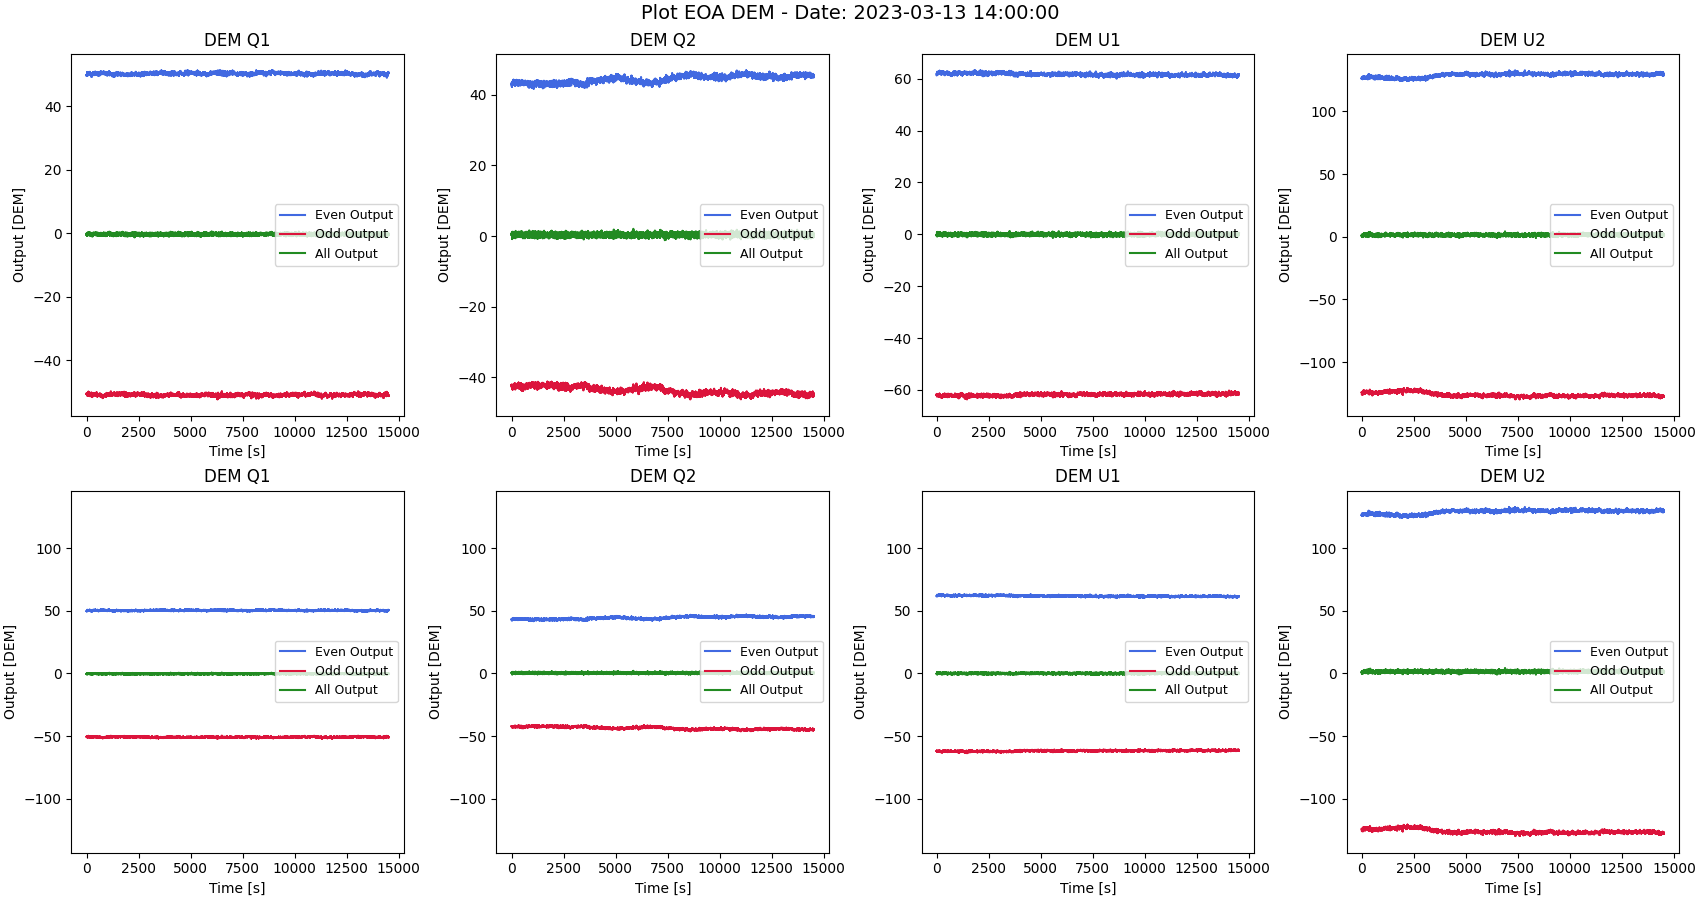 Plot EOA DEM - Date: 2023-03-13 14:00:00
DEM Q1
Output [DEM]
40
20
0
−20
−40
Even Output
Odd Output
All Output
0 2500 5000 7500 10000 12500 15000
Time [s]
DEM Q2
Output [DEM]
40
20
0
−20
−40
Even Output
Odd Output
All Output
0 2500 5000 7500 10000 12500 15000
Time [s]
DEM U1
Output [DEM]
60
40
20
0
−20
−40
−60
Even Output
Odd Output
All Output
0 2500 5000 7500 10000 12500 15000
Time [s]
DEM U2
Output [DEM]
100
50
0
−50
−100
Even Output
Odd Output
All Output
0 2500 5000 7500 10000 12500 15000
Time [s]
DEM Q1
Output [DEM]
100
50
0
−50
−100
Even Output
Odd Output
All Output
0 2500 5000 7500 10000 12500 15000
Time [s]
DEM Q2
Output [DEM]
100
50
0
−50
−100
Even Output
Odd Output
All Output
0 2500 5000 7500 10000 12500 15000
Time [s]
DEM U1
Output [DEM]
100
50
0
−50
−100
Even Output
Odd Output
All Output
0 2500 5000 7500 10000 12500 15000
Time [s]
DEM U2
Output [DEM]
100
50
0
−50
−100
Even Output
Odd Output
All Output
0 2500 5000 7500 10000 12500 15000
Time [s]